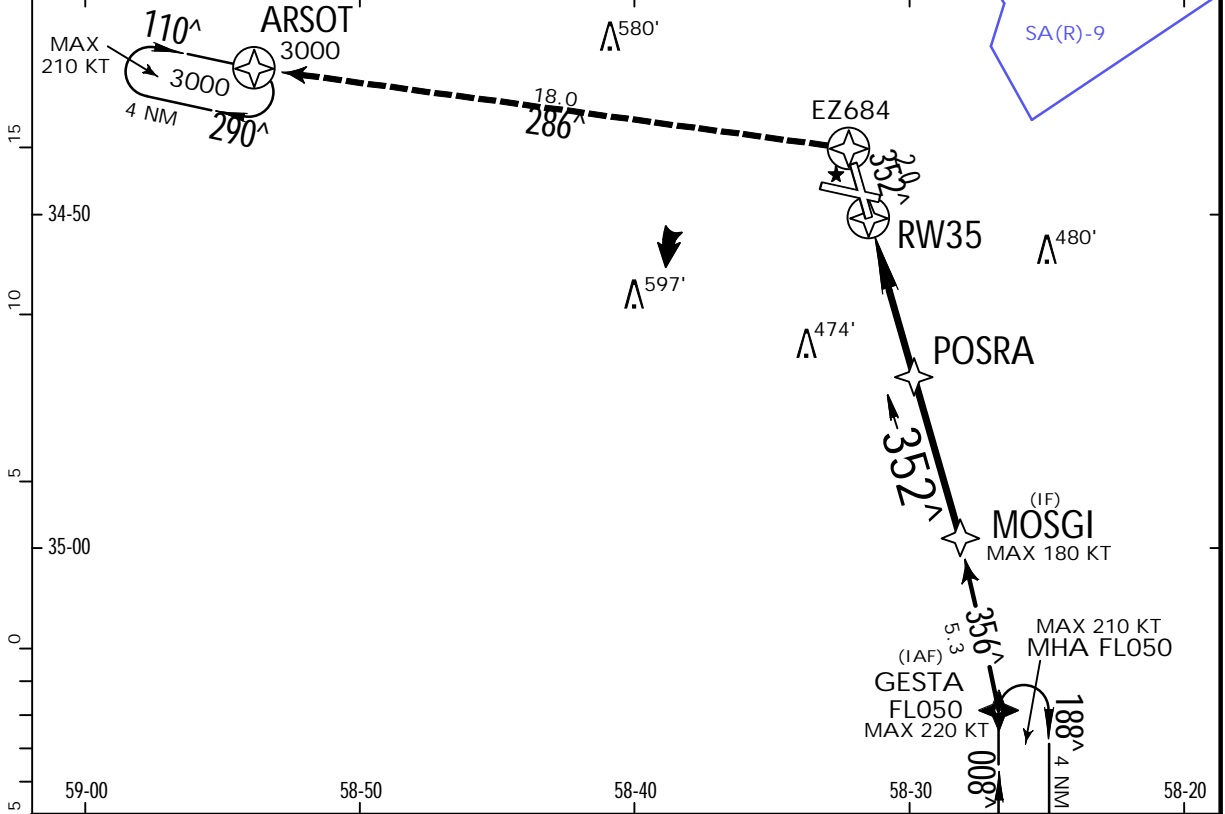 ARSOT
3000
110^
MAX
210 KT
3000
4 NM
290^
580'
SA(R)-9
18.0
286^
EZ684
2.0
352^
RW35
15
34-50
480'
597'
10
474'
POSRA
352^
5
(IF)
MOSGI
MAX 180 KT
35-00
356^
5.3
0
MAX 210 KT
MHA FL050
(IAF)
GESTA
FL050
MAX 220 KT
188^
4 NM
008^
5
59-00
58-50
58-40
58-30
58-20